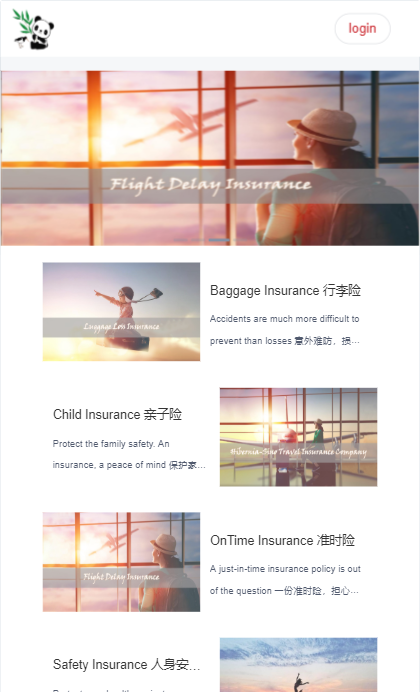 login
Flight Delay Insurance
Luggage Loss Insurance
Baggage Insurance 行李险
Accidents are much more difficult to
prevent than losses 意外难防，损...
Child Insurance 亲子险
Protect the family safety. An
insurance, a peace of mind 保护家...
Hibernia-Sino Travel Insurance Company
Flight Delay Insurance
OnTime Insurance 准时险
A just-in-time insurance policy is out
of the question 一份准时险，担心...
Safety Insurance 人身安...